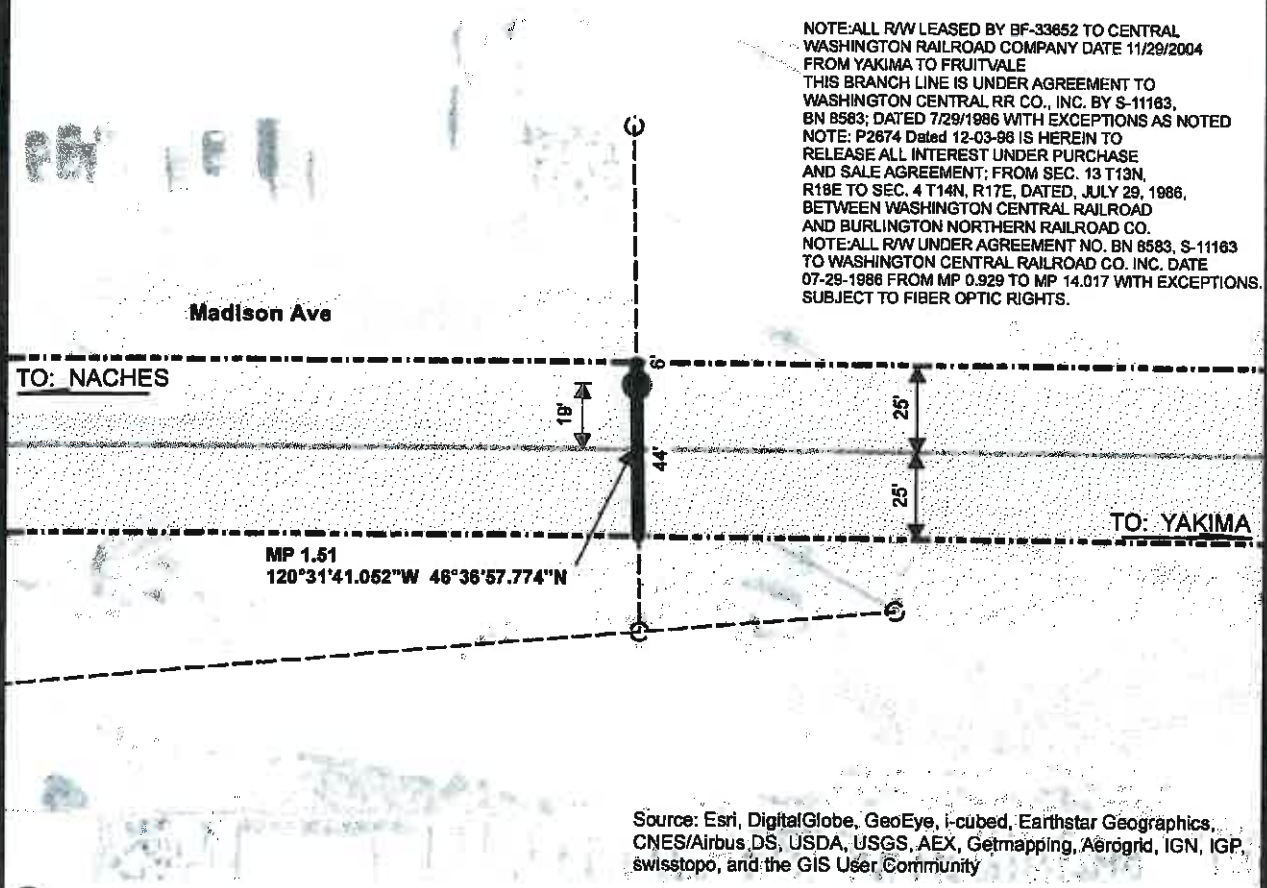 NOTE:ALL R/W LEASED BY BF-33652 TO CENTRAL
WASHINGTON RAILROAD COMPANY DATE 11/29/2004
FROM YAKIMA TO FRUITVALE
THIS BRANCH LINE IS UNDER AGREEMENT TO
WASHINGTON CENTRAL RR CO., INC. BY S-11163,
BN 8583; DATED 7/29/1986 WITH EXCEPTIONS AS NOTED
NOTE: P2674 Dated 12-03-96 IS HEREIN TO
RELEASE ALL INTEREST UNDER PURCHASE
AND SALE AGREEMENT; FROM SEC. 13 T13N,
R18E TO SEC. 4 T14N, R17E, DATED, JULY 29, 1986,
BETWEEN WASHINGTON CENTRAL RAILROAD
AND BURLINGTON NORTHERN RAILROAD CO.
NOTE:ALL R/W UNDER AGREEMENT NO. BN 8583, S-11163
TO WASHINGTON CENTRAL RAILROAD CO. INC. DATE
07-29-1986 FROM MP 0.929 TO MP 14.017 WITH EXCEPTIONS.
SUBJECT TO FIBER OPTIC RIGHTS.
Madison Ave
TO: NACHES
6'
19'
25'
44'
25'
TO: YAKIMA
MP 1.51
120°31'41.052"W 46°36'57.774"N
Source: Esri, DigitalGlobe, GeoEye, i-cubed, Earthstar Geographics,
CNES/Airbus DS, USDA, USGS, AEX, Getmapping, Aerogrid, IGN, IGP,
swisstopo, and the GIS User Community